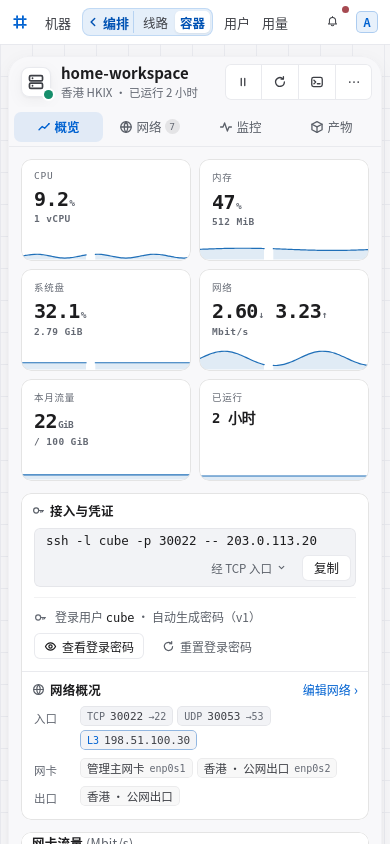 机器 编排 线路 容器 用户 用量 A
home-workspace
香港 HKIX · 已运行 2 小时
概览 网络 7 监控 产物
CPU
9.2%
1 vCPU
内存
47%
512 MiB
系统盘
32.1%
2.79 GiB
网络
2.60↓ 3.23↑
Mbit/s
本月流量
22GiB
/ 100 GiB
已运行
2 小时
接入与凭证
ssh -l cube -p 30022 -- 203.0.113.20
经 TCP 入口 复制
登录用户 cube · 自动生成密码（v1）
查看登录密码 重置登录密码
网络概况 编辑网络 ›
入口 TCP 30022 →22 UDP 30053 →53
L3 198.51.100.30
网卡 管理主网卡 enp0s1 香港 · 公网出口 enp0s2
出口 香港 · 公网出口
网卡流量 (Mbit/s)